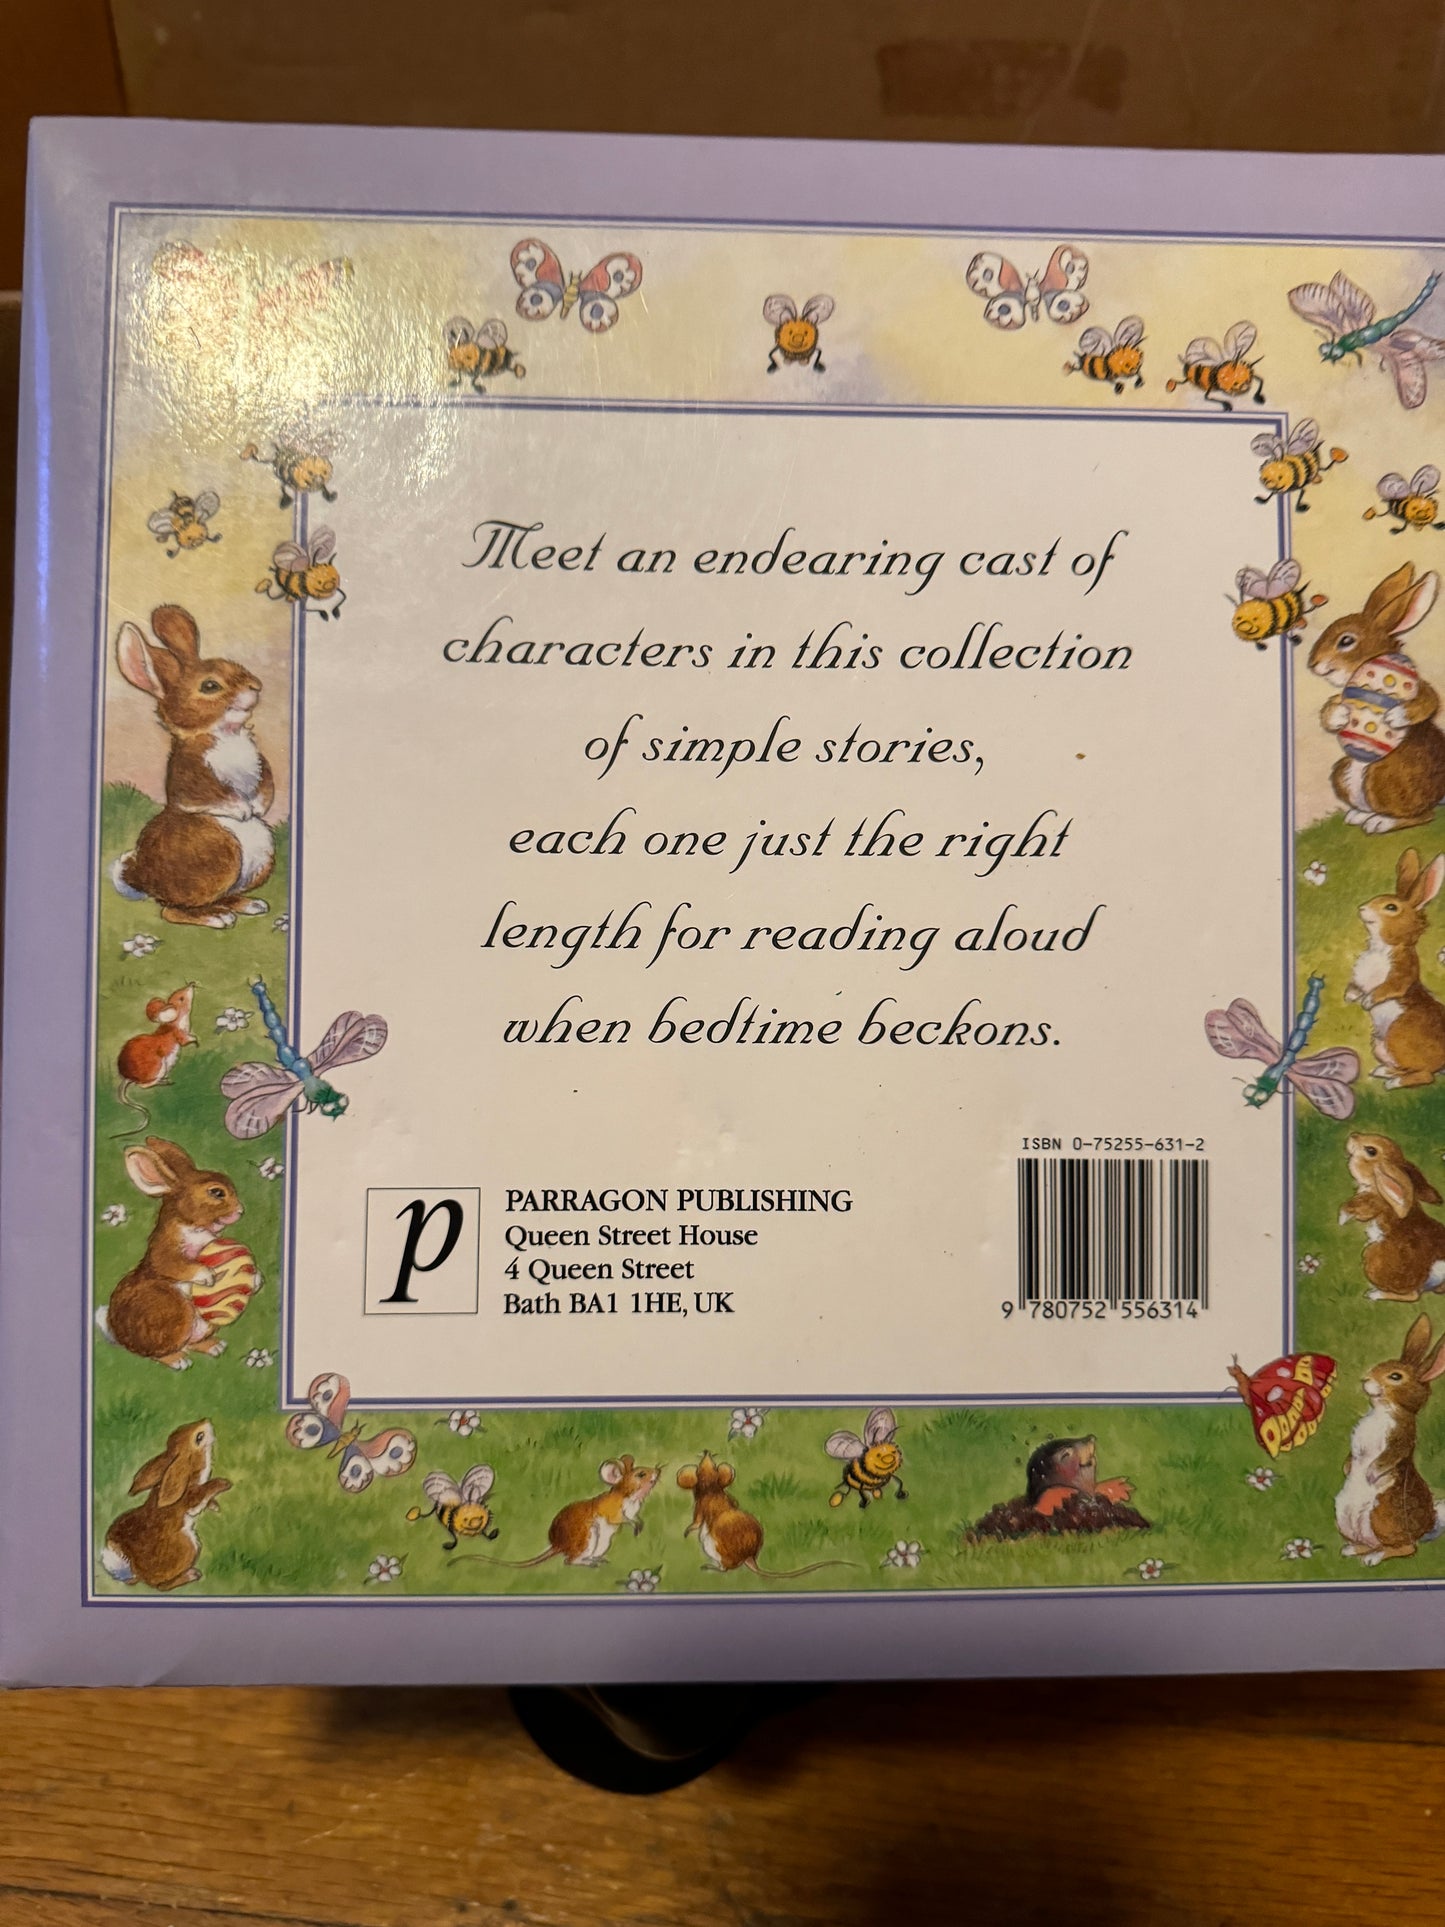 Meet an endearing cast of
characters in this collection
of simple stories,
each one just the right
length for reading aloud
when bedtime beckons.
ISBN 0-75255-631-2
p
PARRAGON PUBLISHING
Queen Street House
4 Queen Street
Bath BA1 1HE, UK
9 780752 556314